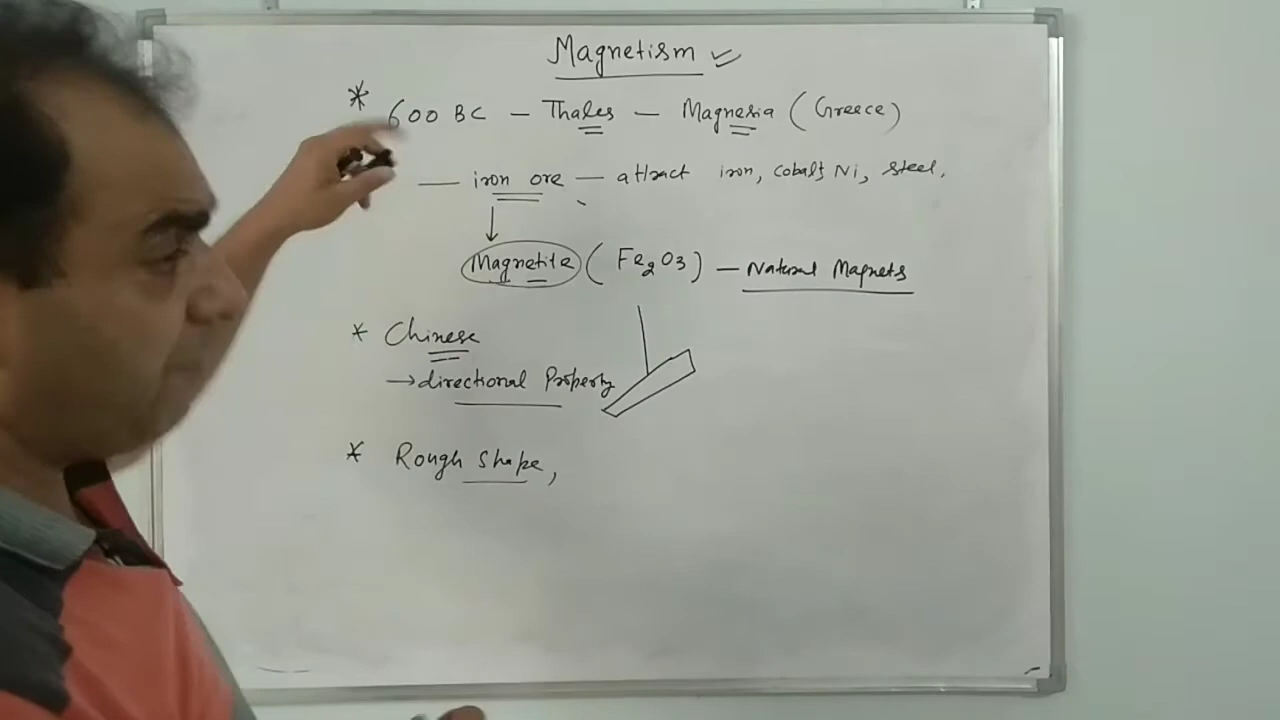 Magnetism
* 600 BC — Thales — Magnesia (Greece)
— iron ore — attract iron, cobalt, Ni, steel,
Magnetite (Fe2O3) — Natural Magnets
* Chinese
→ directional Property
* Rough shape,